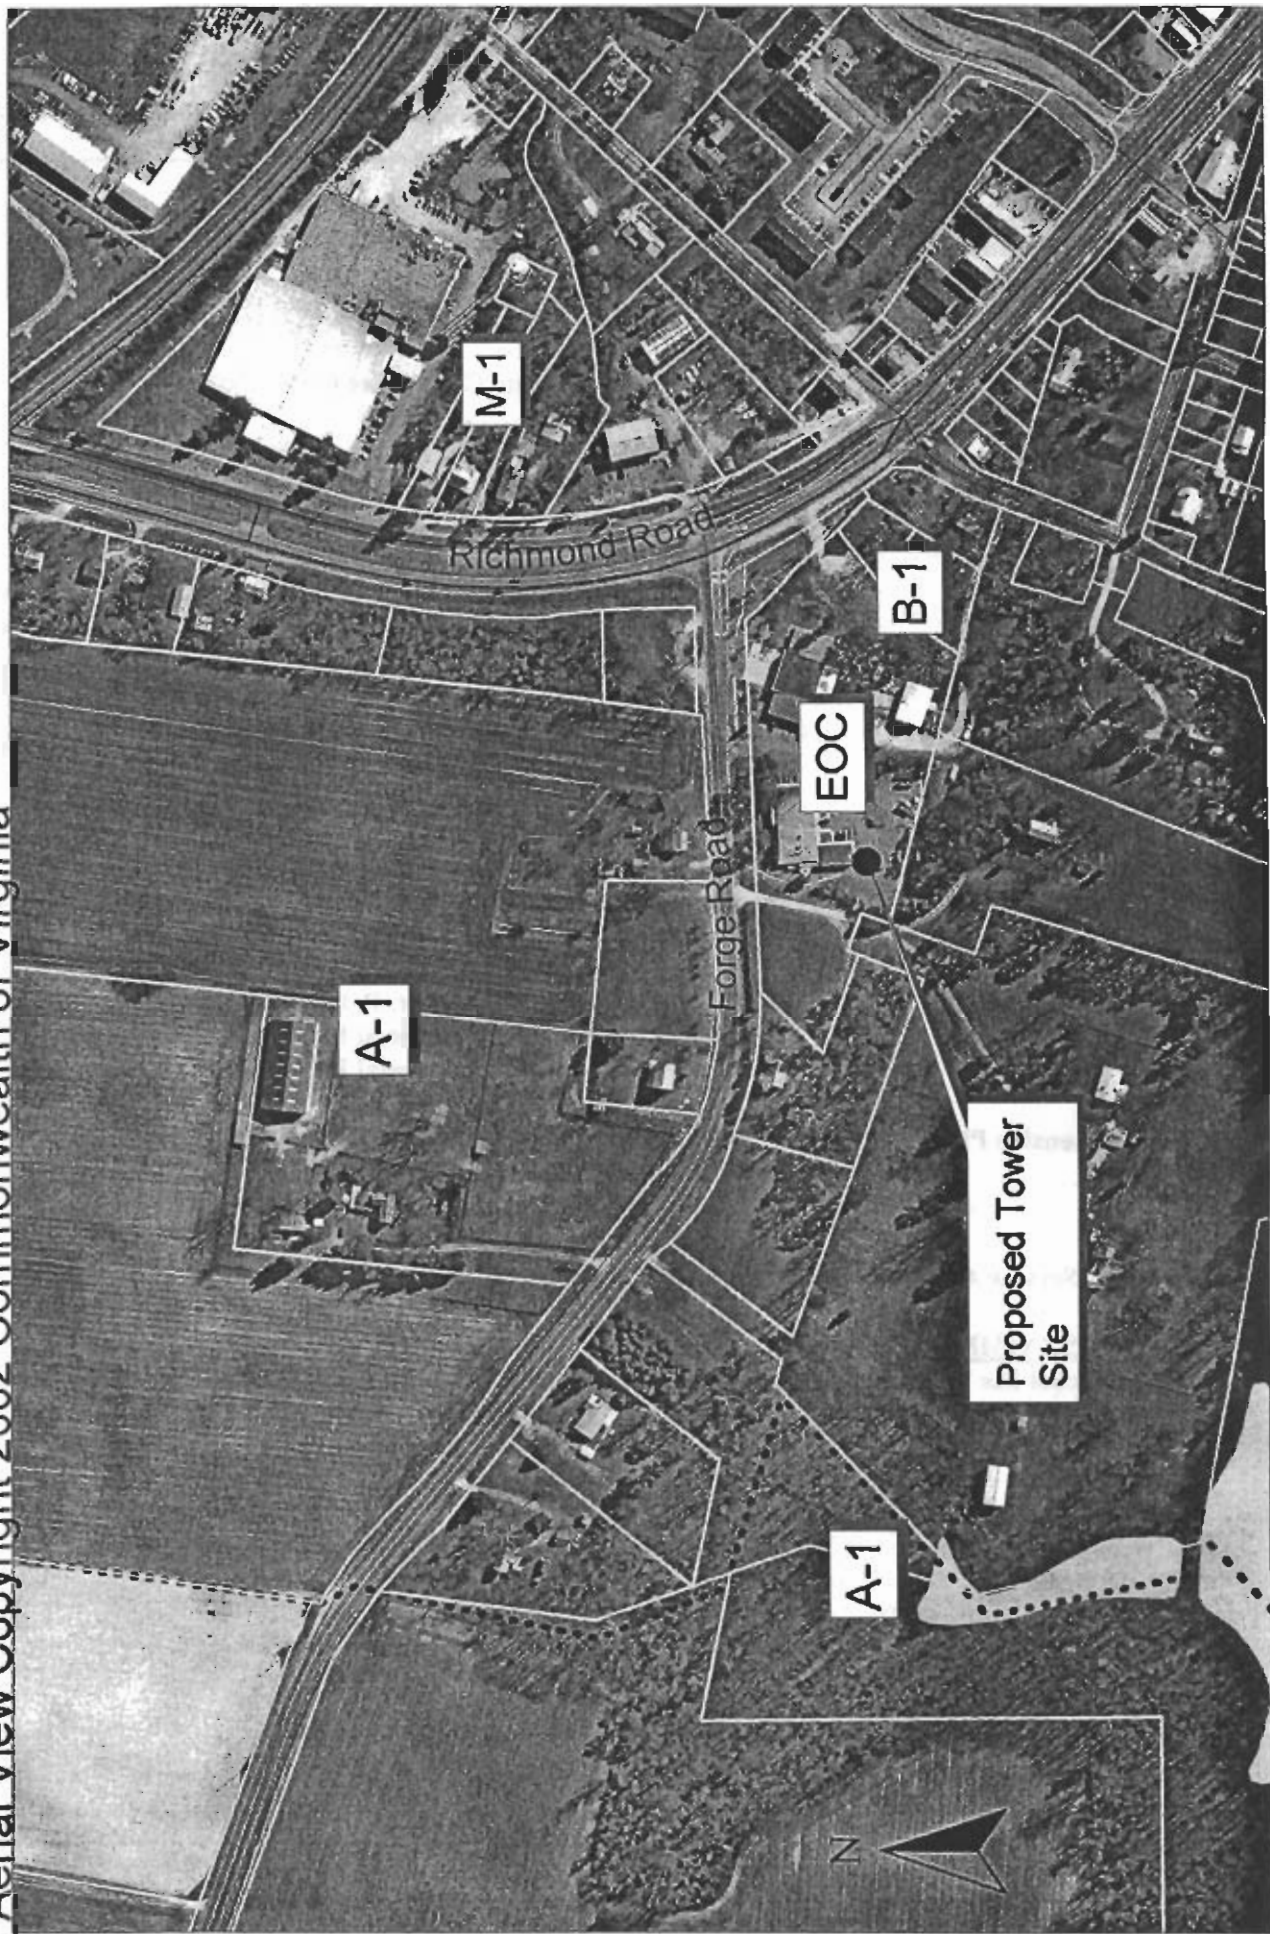 Aerial View Copyright 2002 Commonwealth of Virginia
M-1
Richmond Road
B-1
EOC
Forge Road
A-1
Proposed Tower
Site
A-1
N